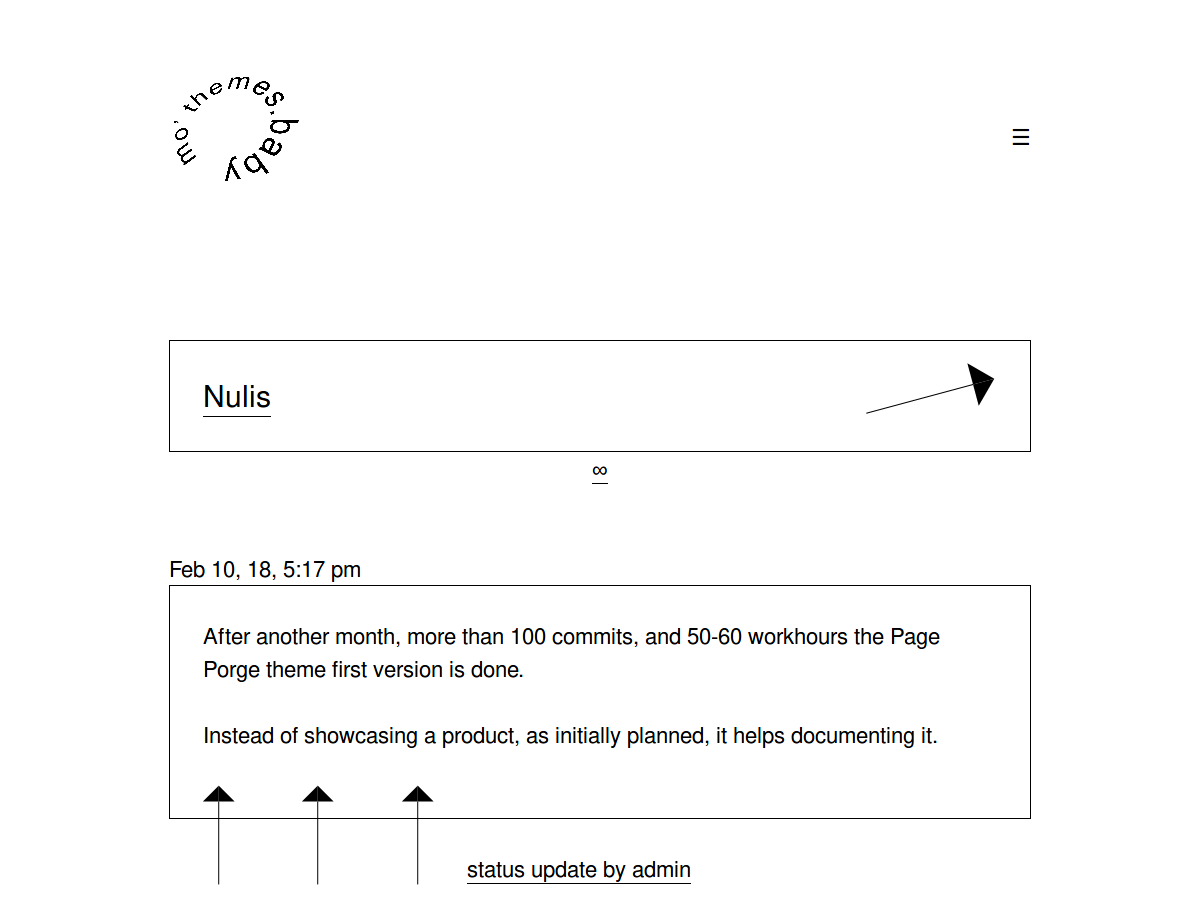 mo' themes.baby
☰
Nulis
∞
Feb 10, 18, 5:17 pm
After another month, more than 100 commits, and 50-60 workhours the Page
Porge theme first version is done.
Instead of showcasing a product, as initially planned, it helps documenting it.
status update by admin